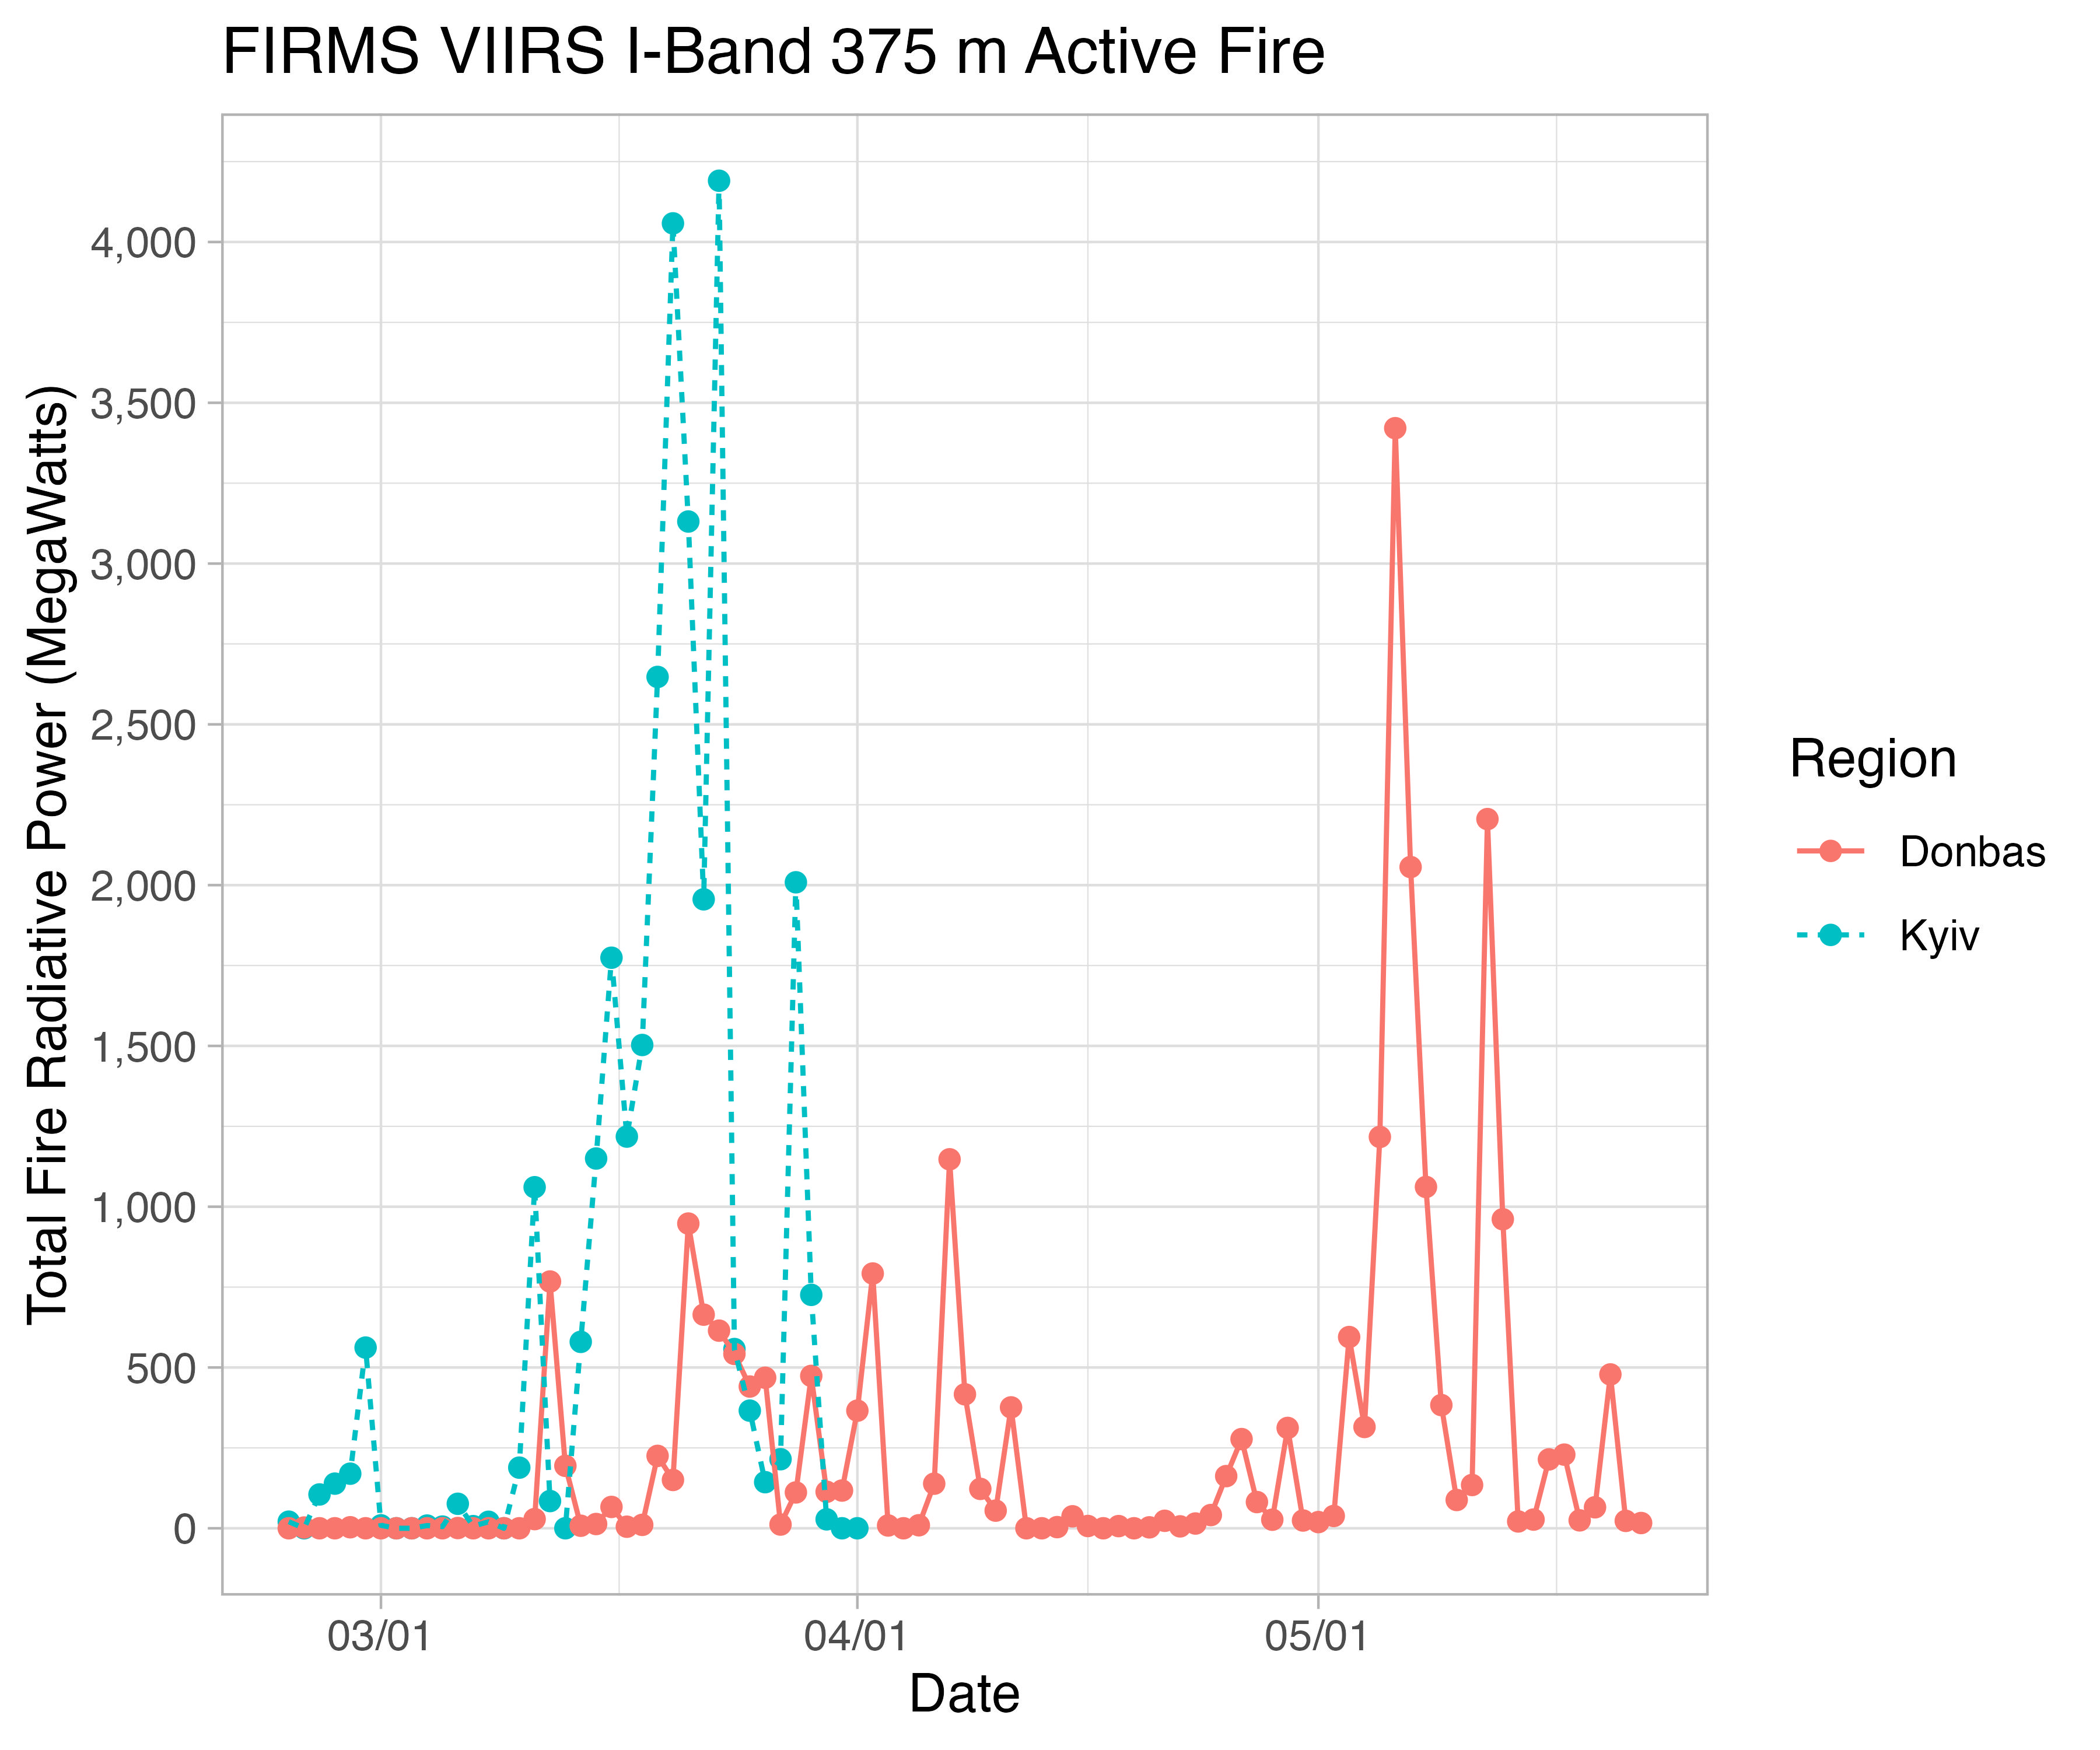 FIRMS VIIRS I-Band 375 m Active Fire
Total Fire Radiative Power (MegaWatts)
4,000
3,500
3,000
2,500
2,000
1,500
1,000
500
0
03/01
04/01
05/01
Date
Region
Donbas
Kyiv